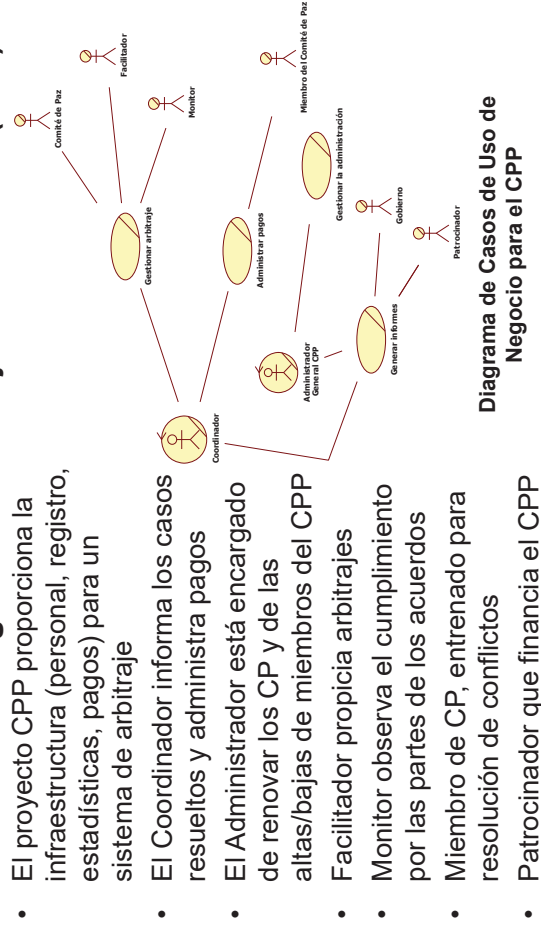 • El proyecto CPP proporciona la
infraestructura (personal, registro,
estadísticas, pagos) para un
sistema de arbitraje
• El Coordinador informa los casos
resueltos y administra pagos
• El Administrador está encargado
de renovar los CP y de las
altas/bajas de miembros del CPP
• Facilitador propicia arbitrajes
• Monitor observa el cumplimiento
por las partes de los acuerdos
• Miembro de CP, entrenado para
resolución de conflictos
• Patrocinador que financia el CPP
Comité de Paz
Facilitador
Monitor
Gestionar arbitraje
Coordinador
Administrar pagos
Miembro del Comité de Paz
Administrador
General CPP
Gestionar la administración
Generar informes
Gobierno
Patrocinador
Diagrama de Casos de Uso de
Negocio para el CPP